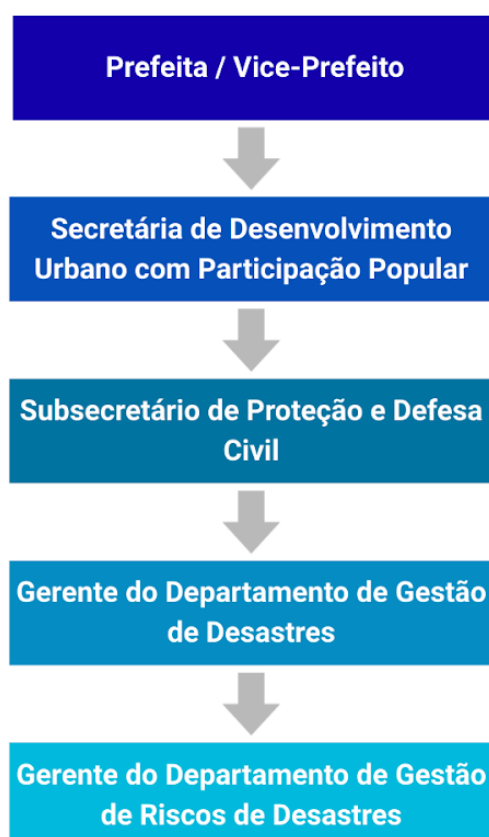 Prefeita / Vice-Prefeito
Secretária de Desenvolvimento
Urbano com Participação Popular
Subsecretário de Proteção e Defesa
Civil
Gerente do Departamento de Gestão
de Desastres
Gerente do Departamento de Gestão
de Riscos de Desastres